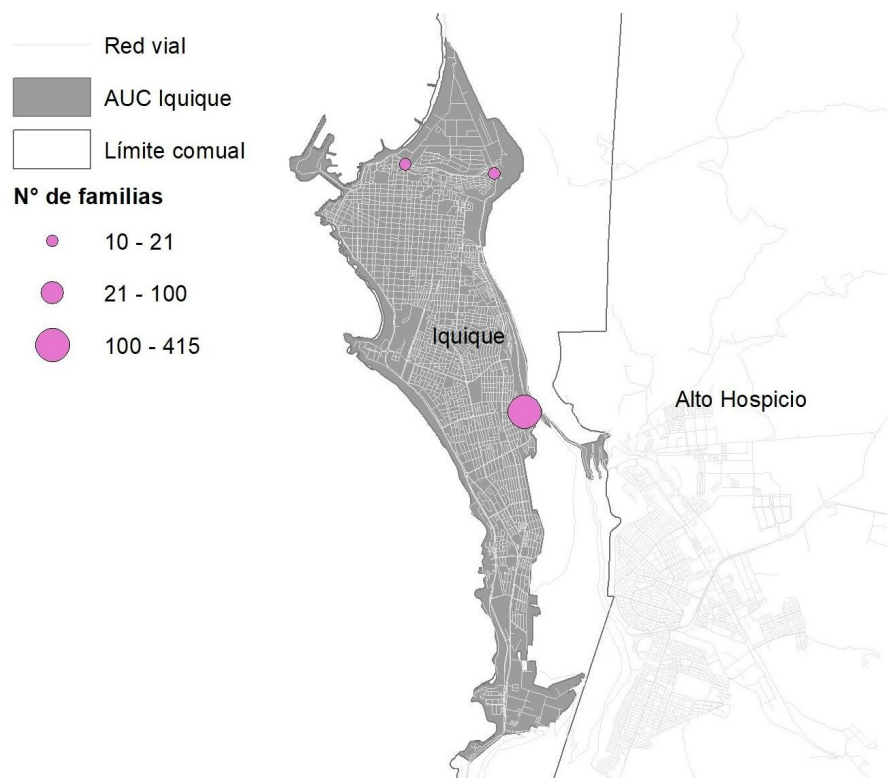 Red vial
AUC Iquique
Límite comual
N° de familias
10 - 21
21 - 100
100 - 415
Iquique
Alto Hospicio